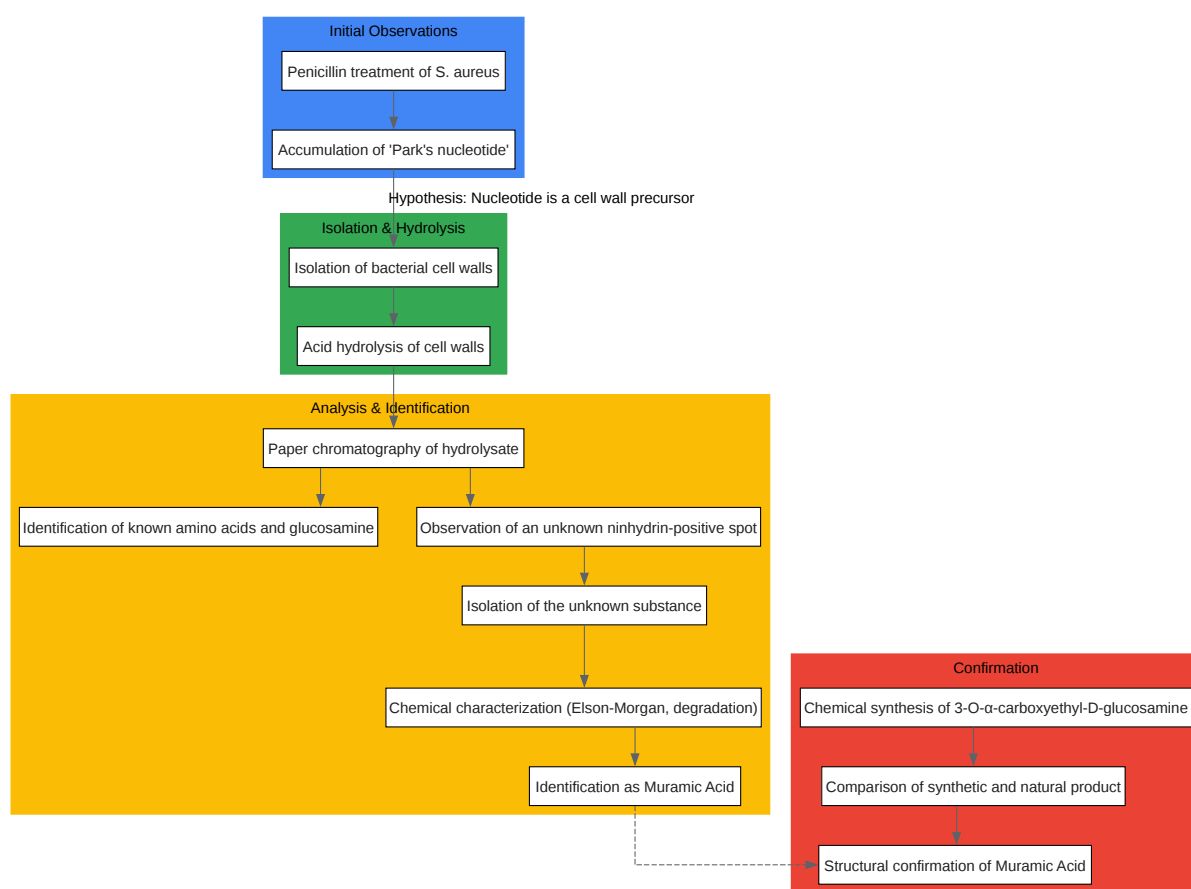 Initial Observations
Penicillin treatment of S. aureus
Accumulation of 'Park's nucleotide'
Hypothesis: Nucleotide is a cell wall precursor
Isolation & Hydrolysis
Isolation of bacterial cell walls
Acid hydrolysis of cell walls
Analysis & Identification
Paper chromatography of hydrolysate
Identification of known amino acids and glucosamine
Observation of an unknown ninhydrin-positive spot
Isolation of the unknown substance
Chemical characterization (Elson-Morgan, degradation)
Identification as Muramic Acid
Confirmation
Chemical synthesis of 3-O-α-carboxyethyl-D-glucosamine
Comparison of synthetic and natural product
Structural confirmation of Muramic Acid